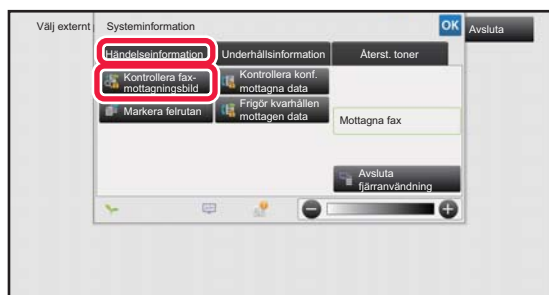 Välj externt
Systeminformation
OK
Avsluta
Händelseinformation
Underhållsinformation
Återst. toner
Kontrollera fax-
mottagningsbild
Kontrollera konf.
mottagna data
Markera felrutan
Frigör kvarhållen
mottagen data
Mottagna fax
Avsluta
fjärranvändning